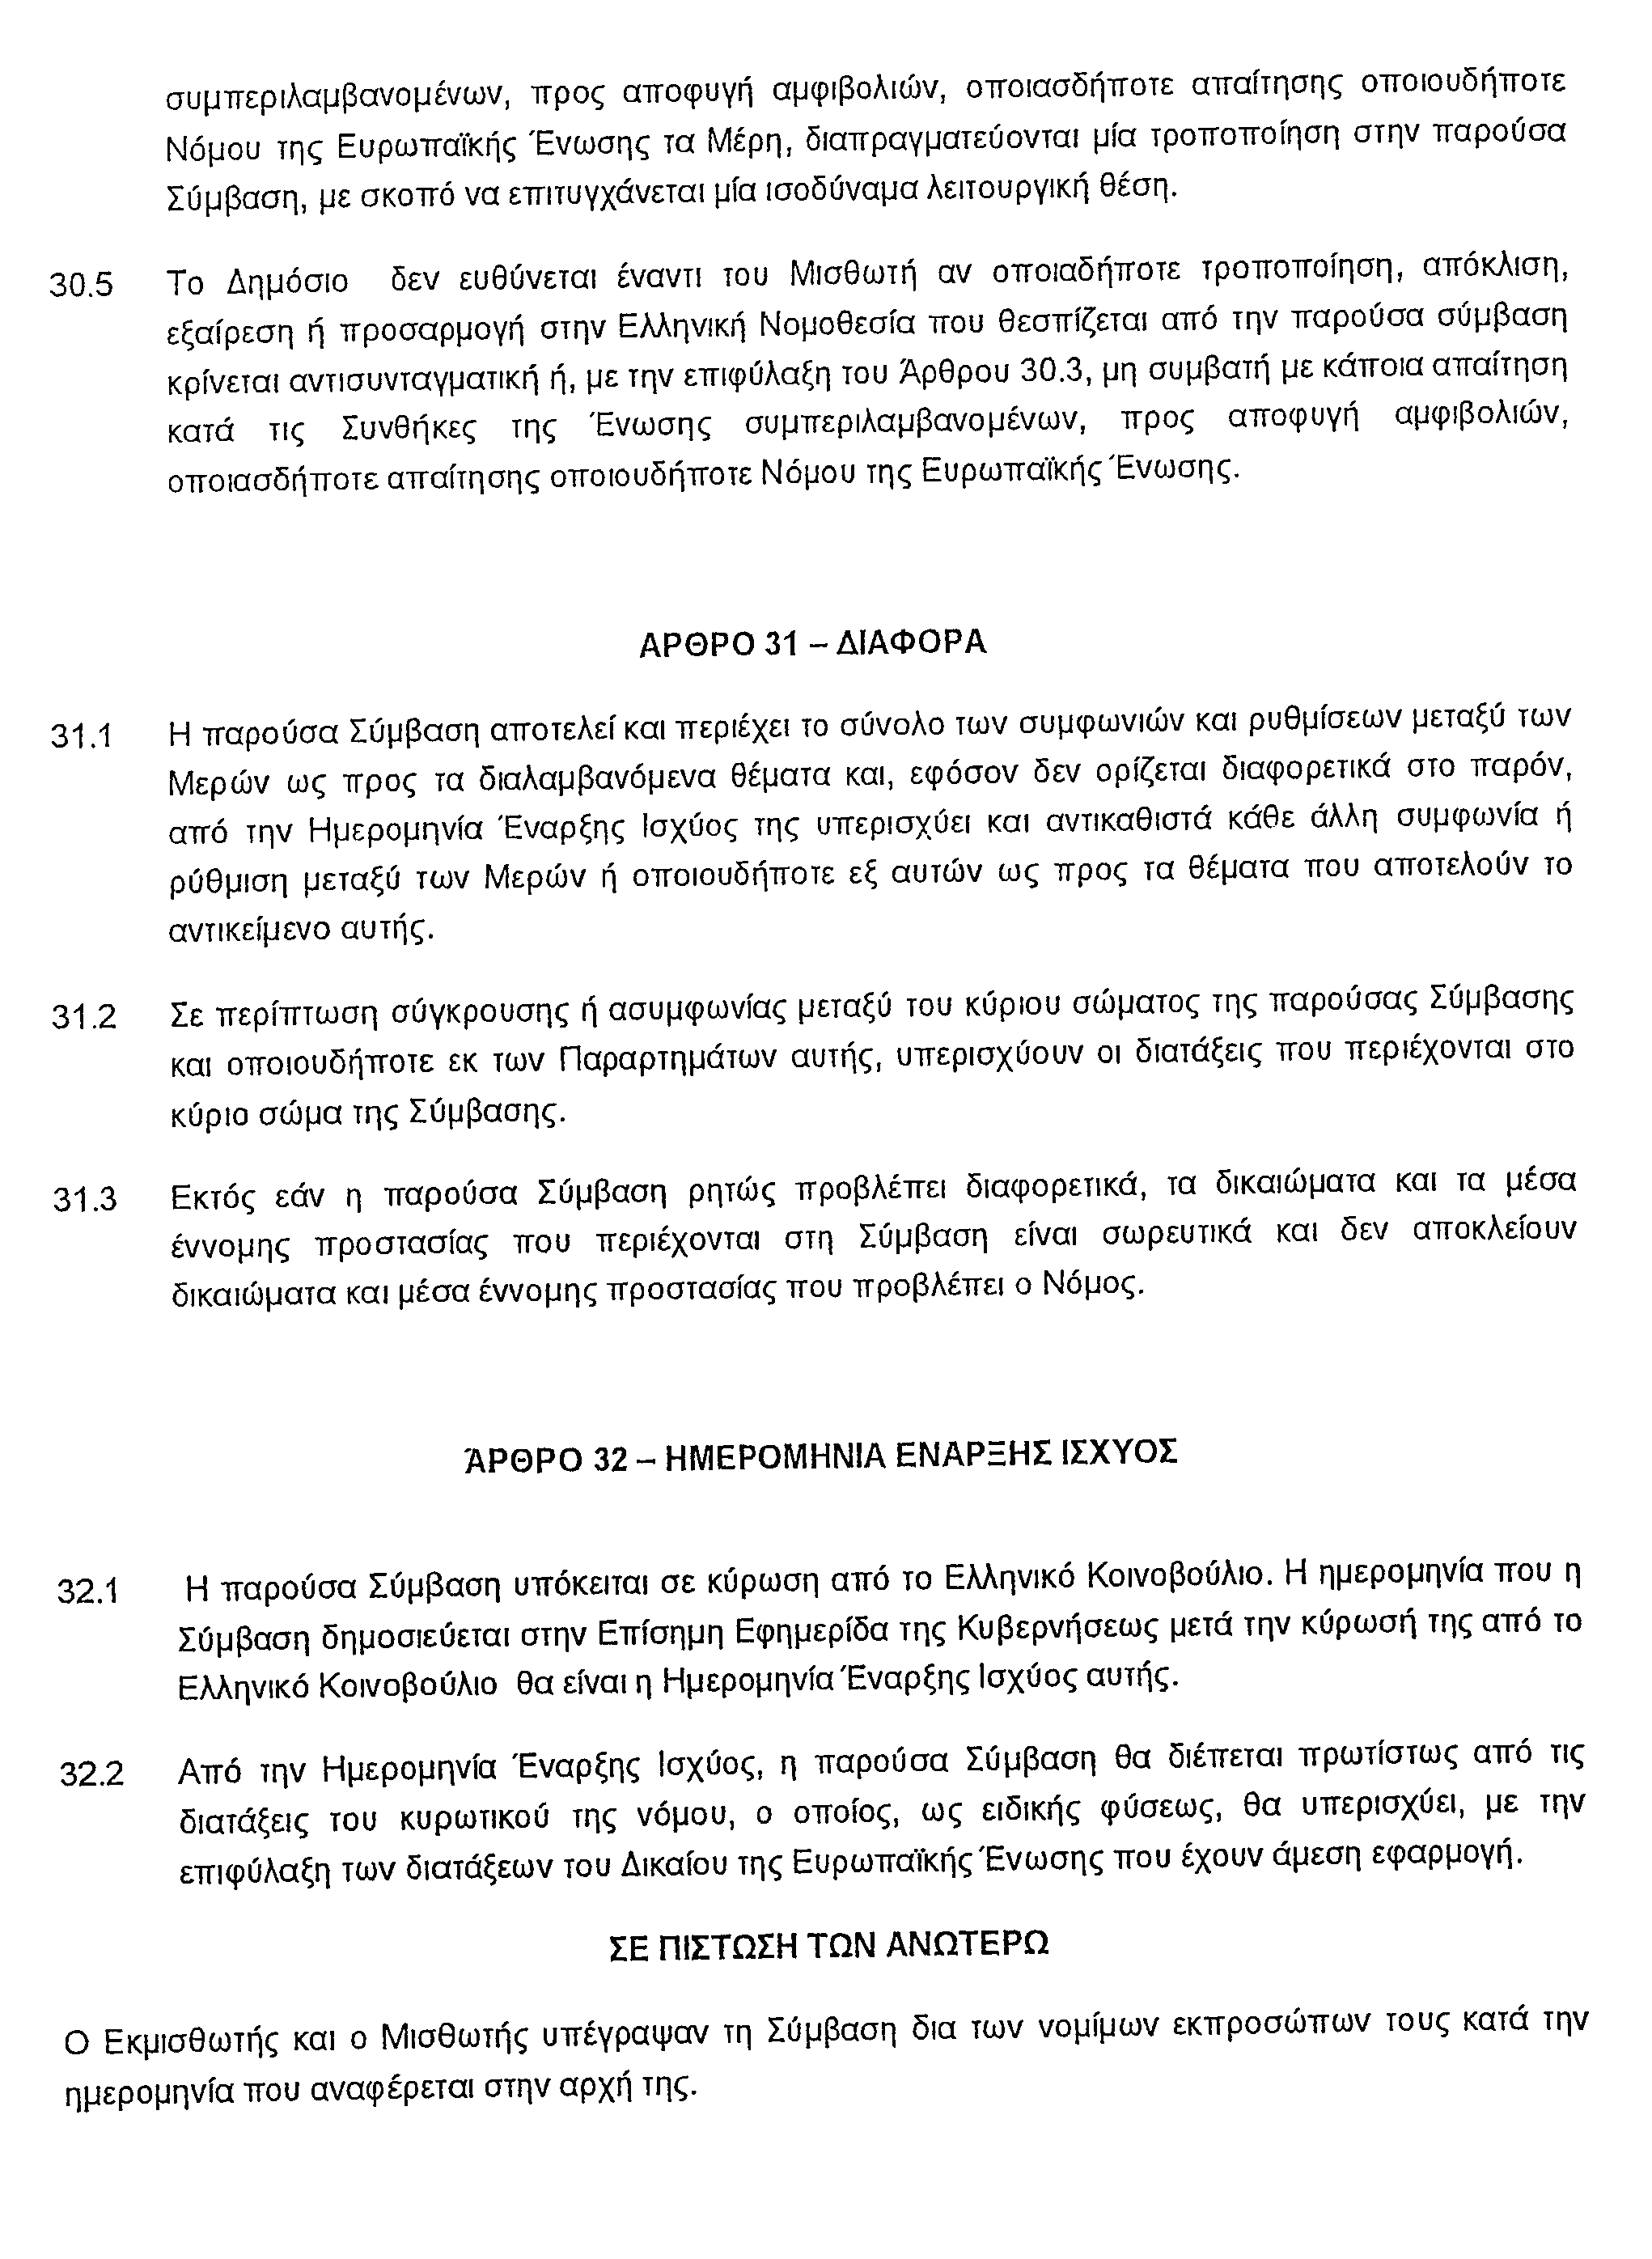 συμπεριλαμβανομένων, προς αποφυγή αμφιβολιών, οποιασδήποτε απαίτησης οποιουδήποτε
Νόμου της Ευρωπαϊκής Ένωσης τα Μέρη, διαπραγματεύονται μία τροποποίηση στην παρούσα
Σύμβαση, με σκοπό να επιτυγχάνεται μία ισοδύναμα λειτουργική θέση.
30.5 Το Δημόσιο δεν ευθύνεται έναντι του Μισθωτή αν οποιαδήποτε τροποποίηση, απόκλιση,
εξαίρεση ή προσαρμογή στην Ελληνική Νομοθεσία που θεσπίζεται από την παρούσα σύμβαση
κρίνεται αντισυνταγματική ή, με την επιφύλαξη του Άρθρου 30.3, μη συμβατή με κάποια απαίτηση
κατά τις Συνθήκες της Ένωσης συμπεριλαμβανομένων, προς αποφυγή αμφιβολιών,
οποιασδήποτε απαίτησης οποιουδήποτε Νόμου της Ευρωπαϊκής Ένωσης.
ΑΡΘΡΟ 31 – ΔΙΑΦΟΡΑ
31.1 Η παρούσα Σύμβαση αποτελεί και περιέχει το σύνολο των συμφωνιών και ρυθμίσεων μεταξύ των
Μερών ως προς τα διαλαμβανόμενα θέματα και, εφόσον δεν ορίζεται διαφορετικά στο παρόν,
από την Ημερομηνία Έναρξης Ισχύος της υπερισχύει και αντικαθιστά κάθε άλλη συμφωνία ή
ρύθμιση μεταξύ των Μερών ή οποιουδήποτε εξ αυτών ως προς τα θέματα που αποτελούν το
αντικείμενο αυτής.
31.2 Σε περίπτωση σύγκρουσης ή ασυμφωνίας μεταξύ του κύριου σώματος της παρούσας Σύμβασης
και οποιουδήποτε εκ των Παραρτημάτων αυτής, υπερισχύουν οι διατάξεις που περιέχονται στο
κύριο σώμα της Σύμβασης.
31.3 Εκτός εάν η παρούσα Σύμβαση ρητώς προβλέπει διαφορετικά, τα δικαιώματα και τα μέσα
έννομης προστασίας που περιέχονται στη Σύμβαση είναι σωρευτικά και δεν αποκλείουν
δικαιώματα και μέσα έννομης προστασίας που προβλέπει ο Νόμος.
ΆΡΘΡΟ 32 – ΗΜΕΡΟΜΗΝΙΑ ΕΝΑΡΞΗΣ ΙΣΧΥΟΣ
32.1 Η παρούσα Σύμβαση υπόκειται σε κύρωση από το Ελληνικό Κοινοβούλιο. Η ημερομηνία που η
Σύμβαση δημοσιεύεται στην Επίσημη Εφημερίδα της Κυβερνήσεως μετά την κύρωσή της από το
Ελληνικό Κοινοβούλιο θα είναι η Ημερομηνία Έναρξης Ισχύος αυτής.
32.2 Από την Ημερομηνία Έναρξης Ισχύος, η παρούσα Σύμβαση θα διέπεται πρωτίστως από τις
διατάξεις του κυρωτικού της νόμου, ο οποίος, ως ειδικής φύσεως, θα υπερισχύει, με την
επιφύλαξη των διατάξεων του Δικαίου της Ευρωπαϊκής Ένωσης που έχουν άμεση εφαρμογή.
ΣΕ ΠΙΣΤΩΣΗ ΤΩΝ ΑΝΩΤΕΡΩ
Ο Εκμισθωτής και ο Μισθωτής υπέγραψαν τη Σύμβαση δια των νομίμων εκπροσώπων τους κατά την
ημερομηνία που αναφέρεται στην αρχή της.